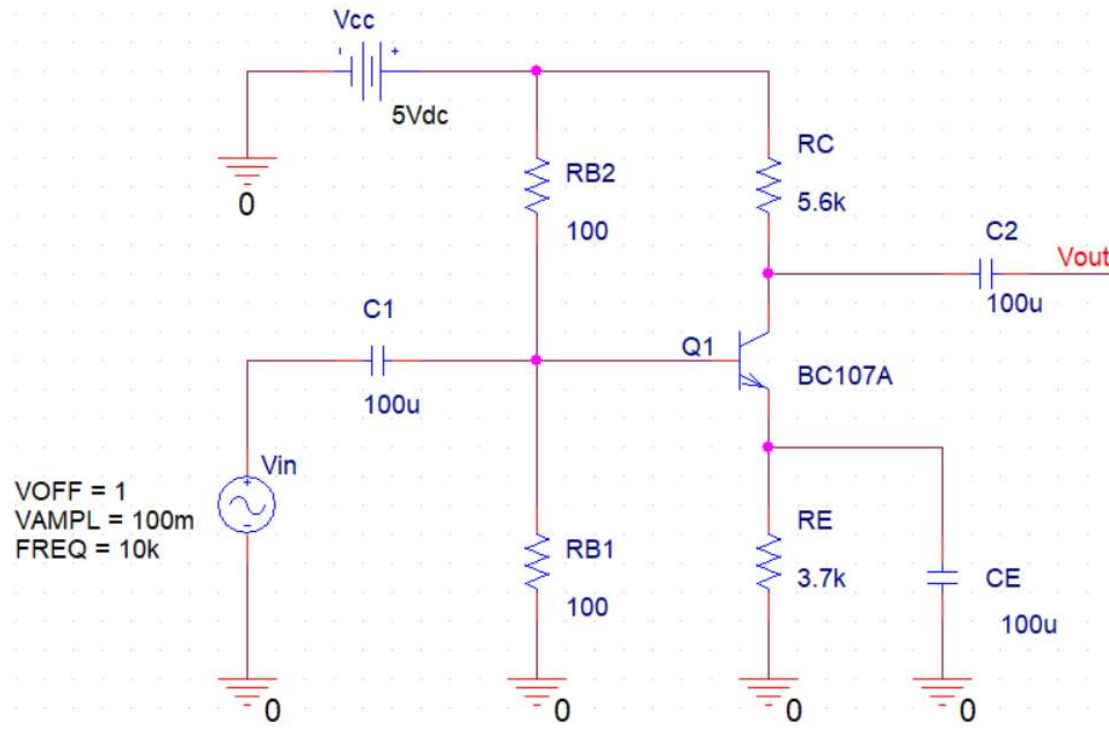 Vcc
- +
5Vdc
0
RB2
100
RC
5.6k
C2
100u
Vout
C1
100u
Q1
BC107A
Vin
+
-
VOFF = 1
VAMPL = 100m
FREQ = 10k
RB1
100
RE
3.7k
CE
100u
0
0
0
0